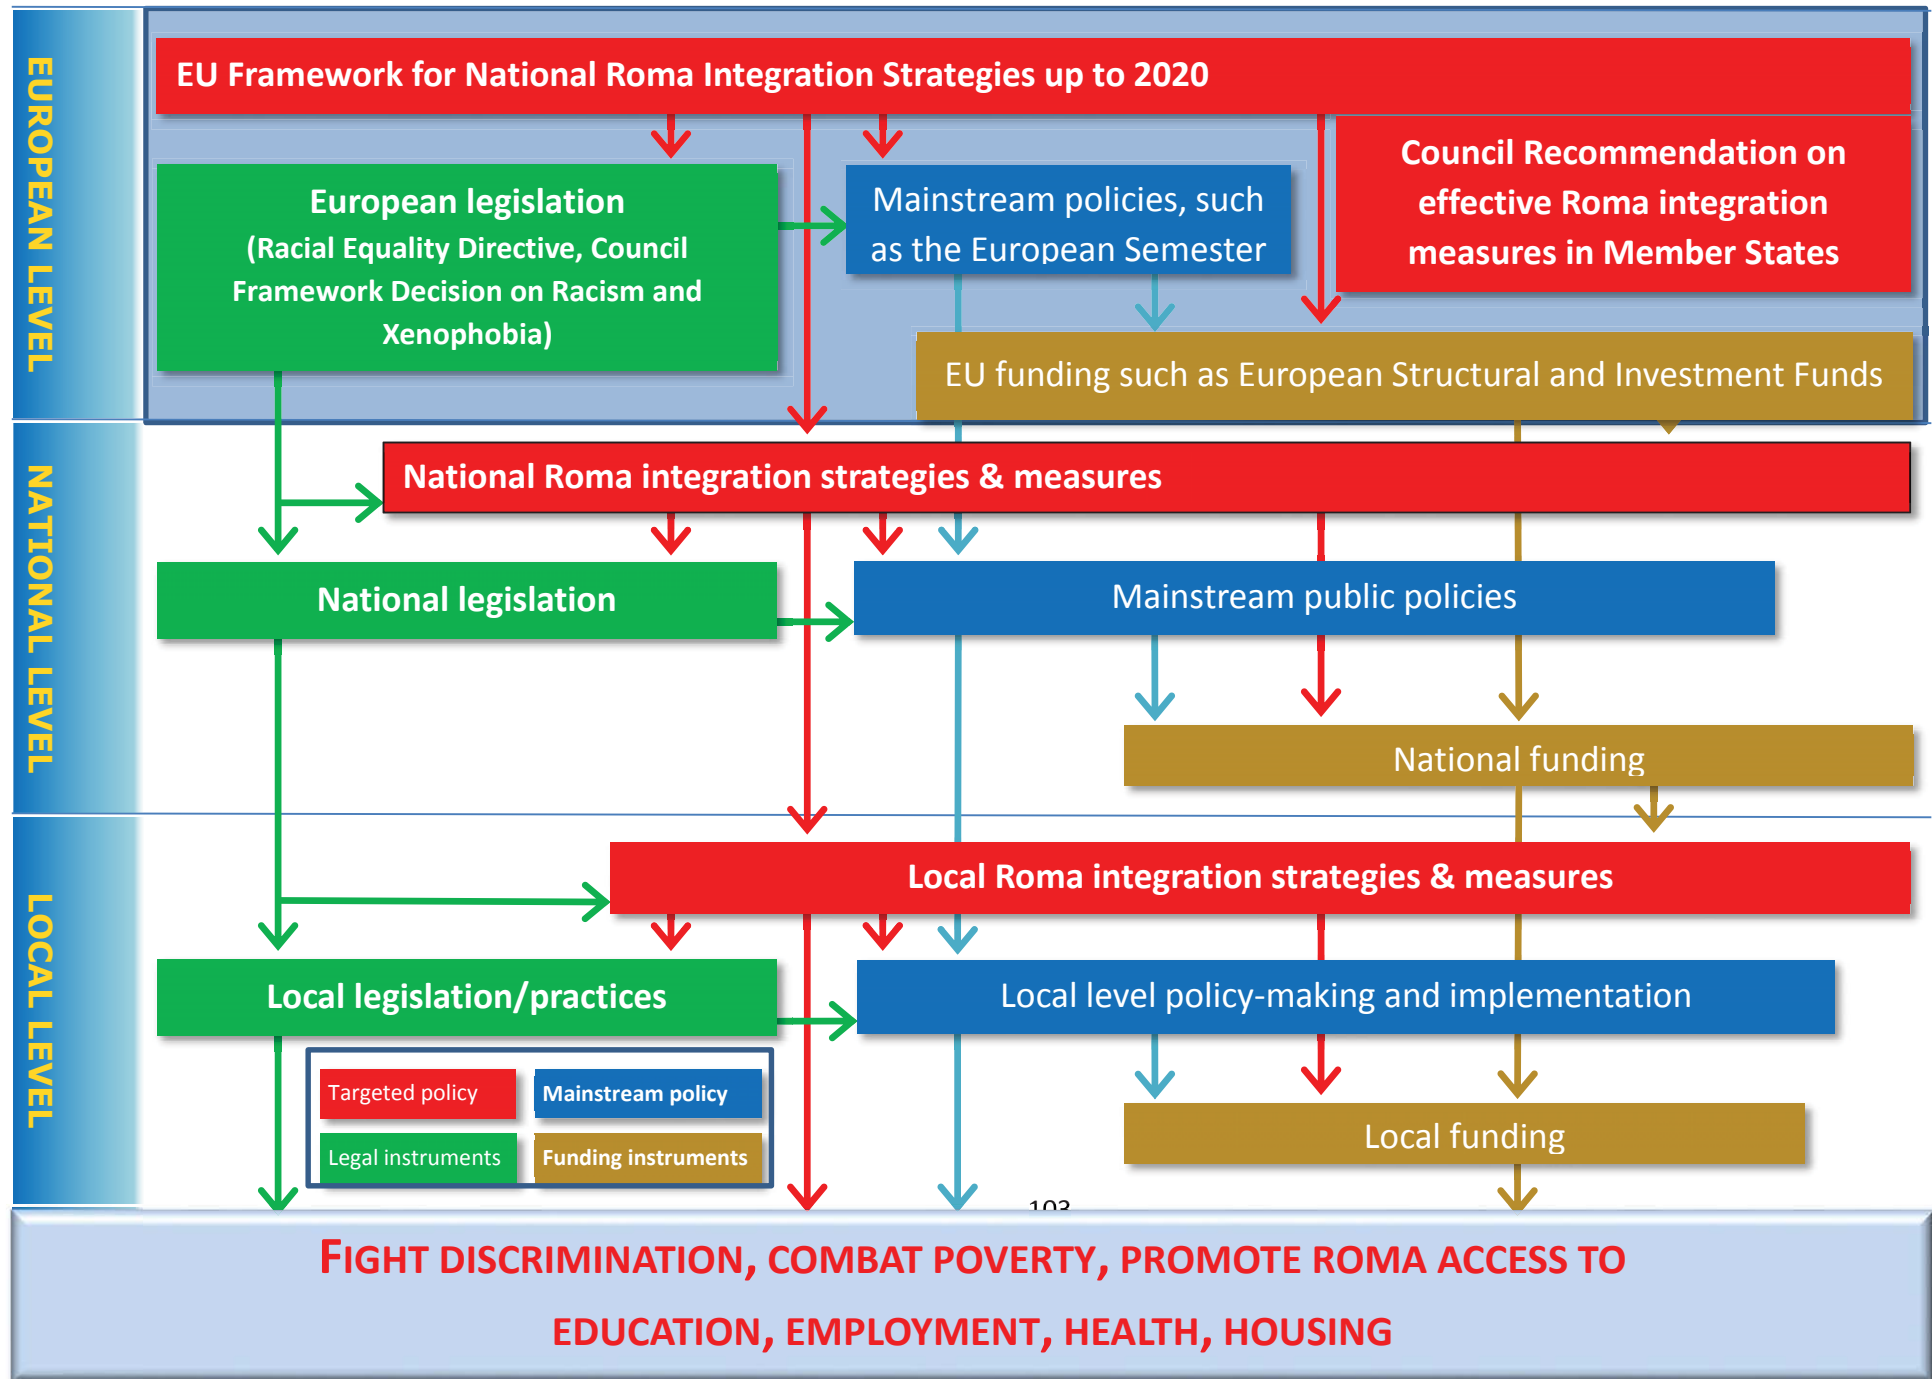 EUROPEAN LEVEL
EU Framework for National Roma Integration Strategies up to 2020
Council Recommendation on
effective Roma integration
measures in Member States
European legislation
(Racial Equality Directive, Council
Framework Decision on Racism and
Xenophobia)
Mainstream policies, such
as the European Semester
EU funding such as European Structural and Investment Funds
NATIONAL LEVEL
National Roma integration strategies & measures
National legislation
Mainstream public policies
National funding
LOCAL LEVEL
Local Roma integration strategies & measures
Local legislation/practices
Local level policy-making and implementation
Targeted policy
Mainstream policy
Legal instruments
Funding instruments
Local funding
103
FIGHT DISCRIMINATION, COMBAT POVERTY, PROMOTE ROMA ACCESS TO
EDUCATION, EMPLOYMENT, HEALTH, HOUSING